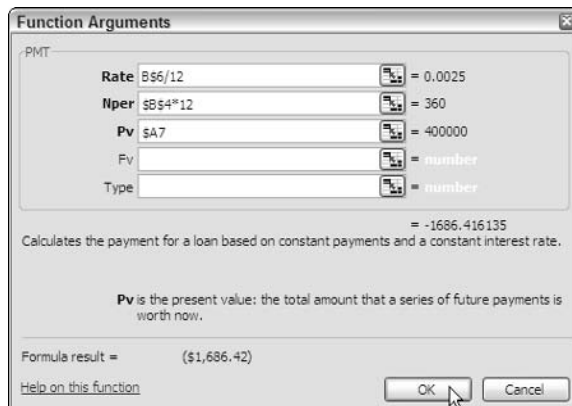 Function Arguments
PMT
Rate B$6/12 = 0.0025
Nper $B$4*12 = 360
Pv $A7 = 400000
Fv = number
Type = number
= -1686.416135
Calculates the payment for a loan based on constant payments and a constant interest rate.
Pv is the present value: the total amount that a series of future payments is
worth now.
Formula result = ($1,686.42)
Help on this function
OK Cancel